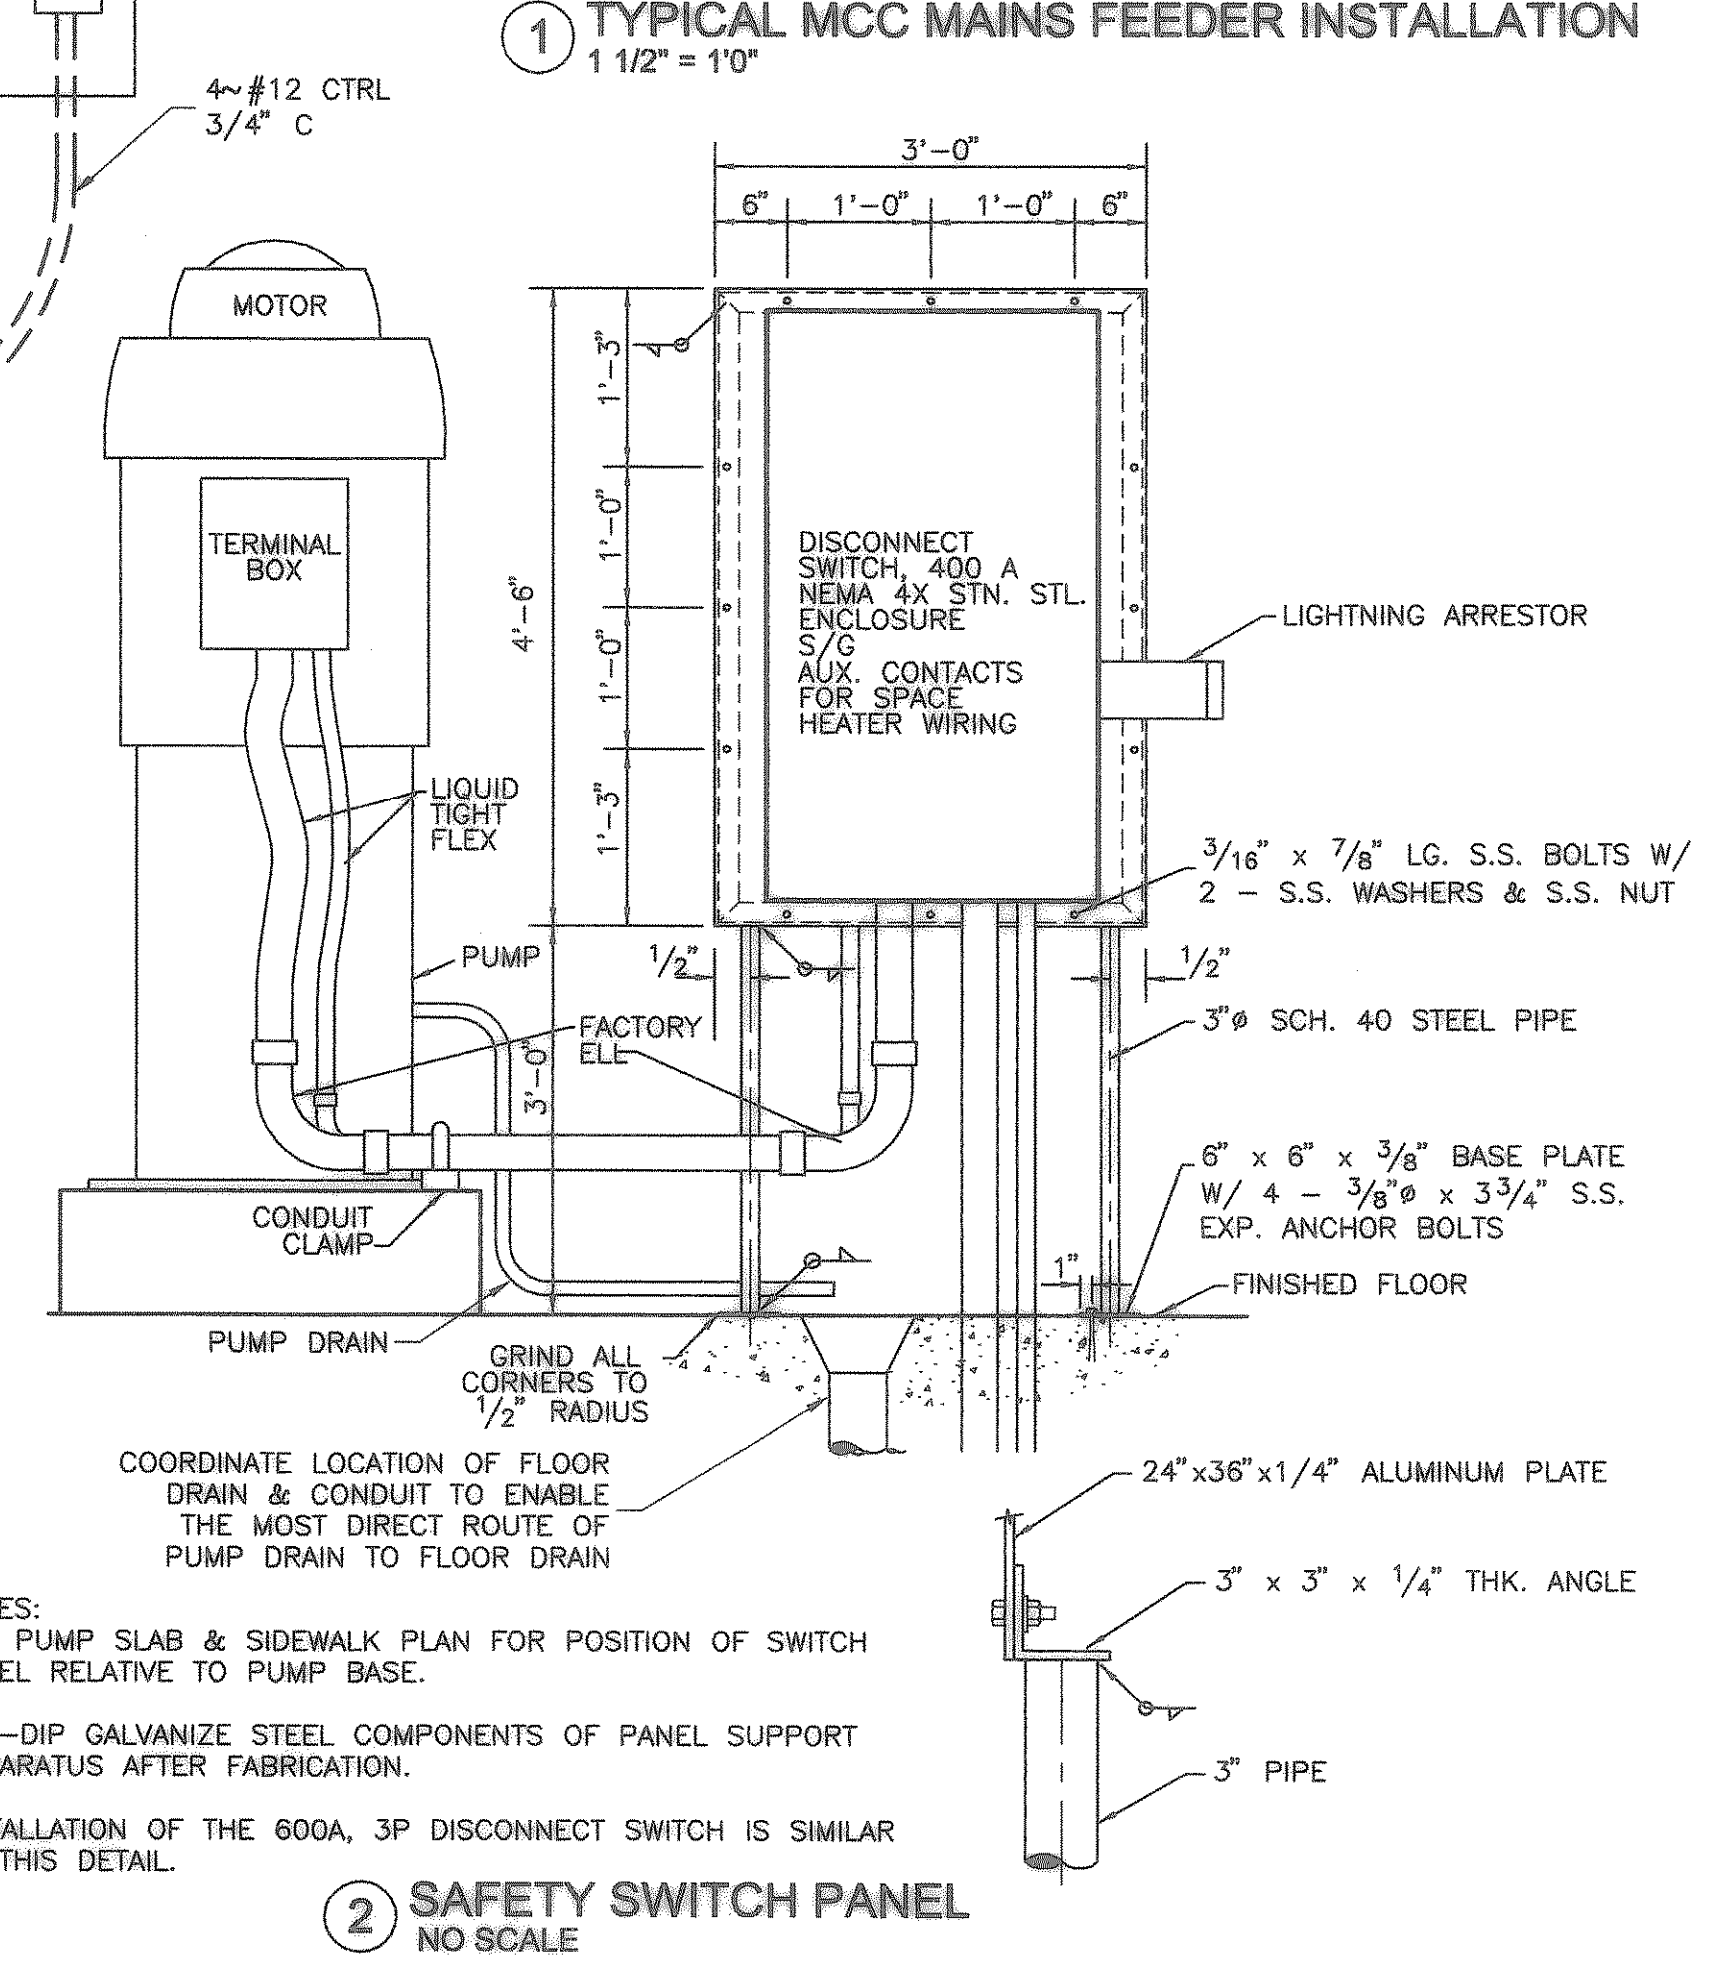 1 TYPICAL MCC MAINS FEEDER INSTALLATION
1 1/2" = 1'0"
4~#12 CTRL
3/4" C
3'-0"
6" 1'-0" 1'-0" 6"
MOTOR
TERMINAL
BOX
4'-6"
1'-3"
1'-0"
1'-0"
1'-3"
DISCONNECT
SWITCH, 400 A
NEMA 4X STN. STL.
ENCLOSURE
S/G
AUX. CONTACTS
FOR SPACE
HEATER WIRING
LIGHTNING ARRESTOR
LIQUID
TIGHT
FLEX
3/16" x 7/8" LG. S.S. BOLTS W/
2 - S.S. WASHERS & S.S. NUT
PUMP
1/2"
1/2"
FACTORY
ELL
3'-0"
3"ø SCH. 40 STEEL PIPE
6" x 6" x 3/8" BASE PLATE
W/ 4 - 3/8"ø x 3 3/4" S.S.
EXP. ANCHOR BOLTS
CONDUIT
CLAMP
1"
FINISHED FLOOR
PUMP DRAIN
GRIND ALL
CORNERS TO
1/2" RADIUS
COORDINATE LOCATION OF FLOOR
DRAIN & CONDUIT TO ENABLE
THE MOST DIRECT ROUTE OF
PUMP DRAIN TO FLOOR DRAIN
24"x36"x1/4" ALUMINUM PLATE
3" x 3" x 1/4" THK. ANGLE
3" PIPE
ES:
PUMP SLAB & SIDEWALK PLAN FOR POSITION OF SWITCH
EL RELATIVE TO PUMP BASE.
-DIP GALVANIZE STEEL COMPONENTS OF PANEL SUPPORT
ARATUS AFTER FABRICATION.
ALLATION OF THE 600A, 3P DISCONNECT SWITCH IS SIMILAR
THIS DETAIL.
2 SAFETY SWITCH PANEL
NO SCALE